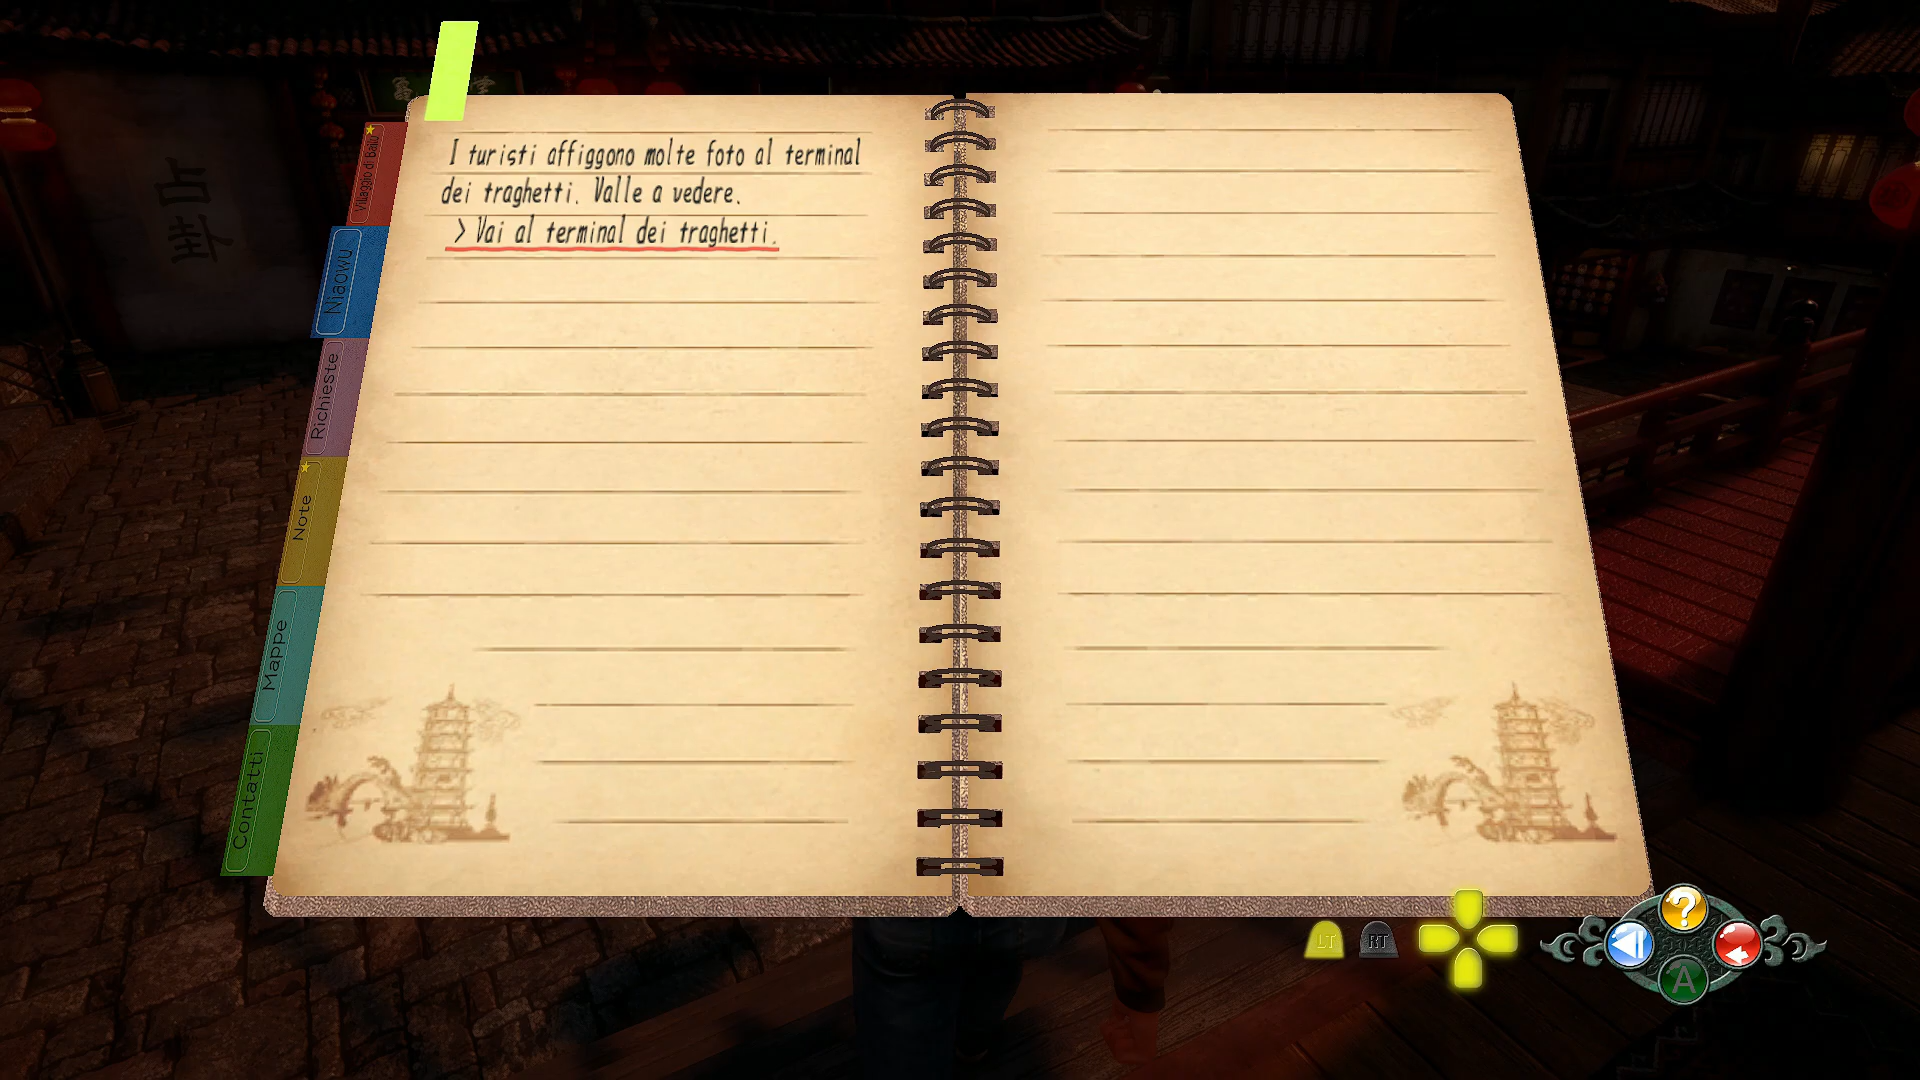 I turisti affiggono molte foto al terminal
dei traghetti. Valle a vedere.
> Vai al terminal dei traghetti.
Villaggio di Bailu
Niaowu
Richieste
Note
Mappe
Contatti
LT RT
?
A